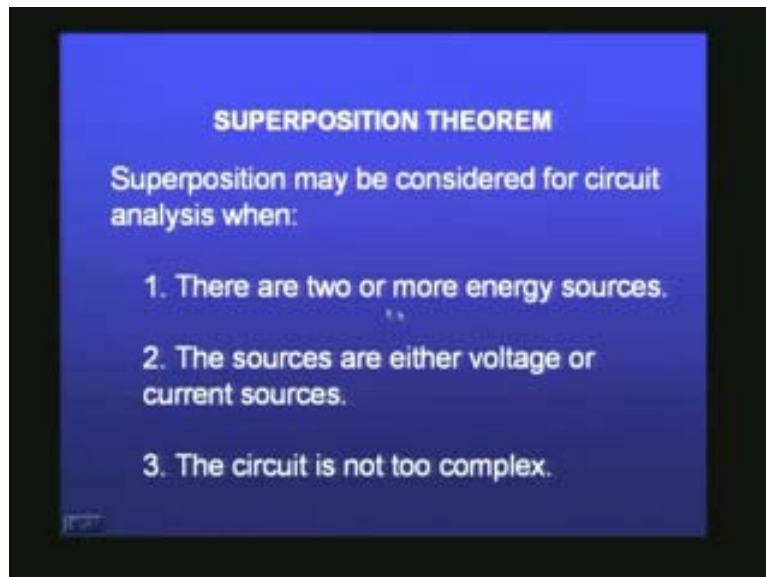 SUPERPOSITION THEOREM
Superposition may be considered for circuit
analysis when:
1. There are two or more energy sources.
2. The sources are either voltage or
current sources.
3. The circuit is not too complex.